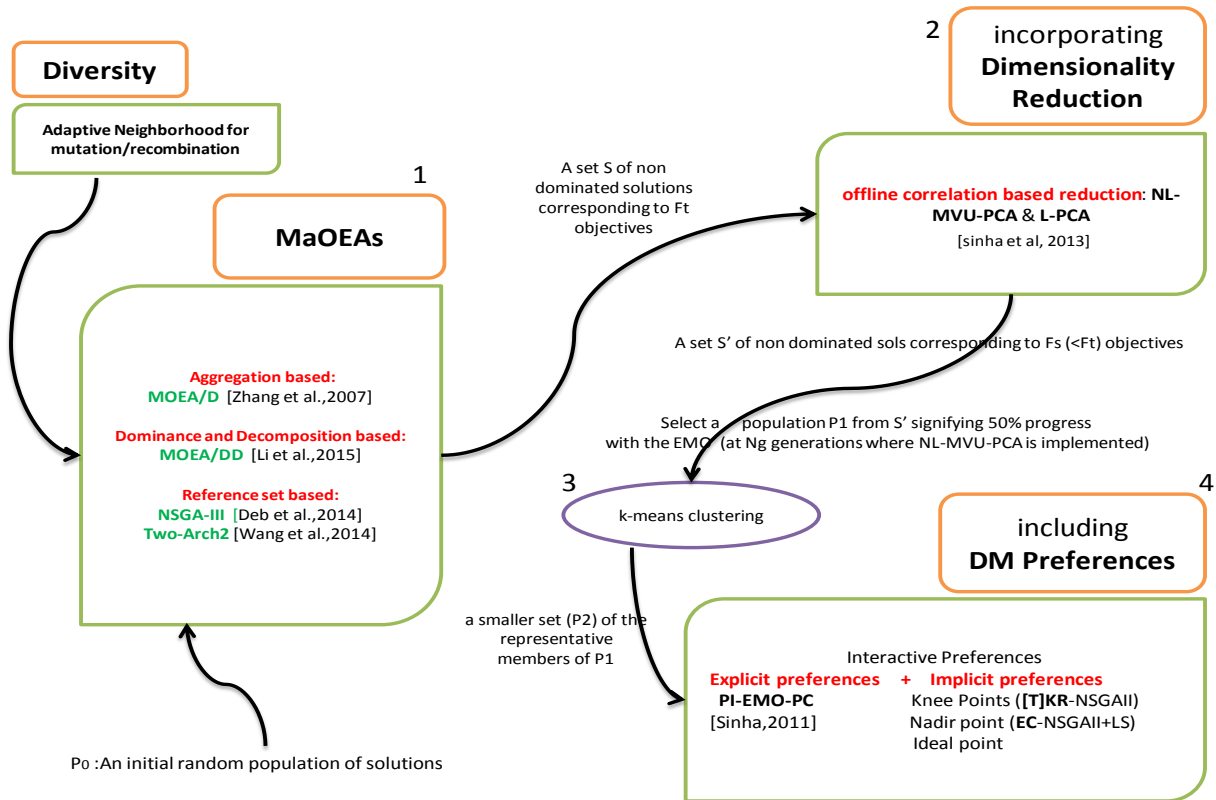 Diversity
Adaptive Neighborhood for
mutation/recombination
1
MaOEAs
Aggregation based:
MOEA/D [Zhang et al.,2007]
Dominance and Decomposition based:
MOEA/DD [Li et al.,2015]
Reference set based:
NSGA-III [Deb et al.,2014]
Two-Arch2 [Wang et al.,2014]
P0 :An initial random population of solutions
A set S of non
dominated solutions
corresponding to Ft
objectives
2
incorporating
Dimensionality
Reduction
offline correlation based reduction: NL-
MVU-PCA & L-PCA
[sinha et al, 2013]
A set S' of non dominated sols corresponding to Fs (<Ft) objectives
Select a population P1 from S' signifying 50% progress
with the EMO (at Ng generations where NL-MVU-PCA is implemented)
3
k-means clustering
a smaller set (P2) of the
representative
members of P1
4
including
DM Preferences
Interactive Preferences
Explicit preferences + Implicit preferences
PI-EMO-PC Knee Points ([T]KR-NSGAII)
[Sinha,2011] Nadir point (EC-NSGAII+LS)
Ideal point